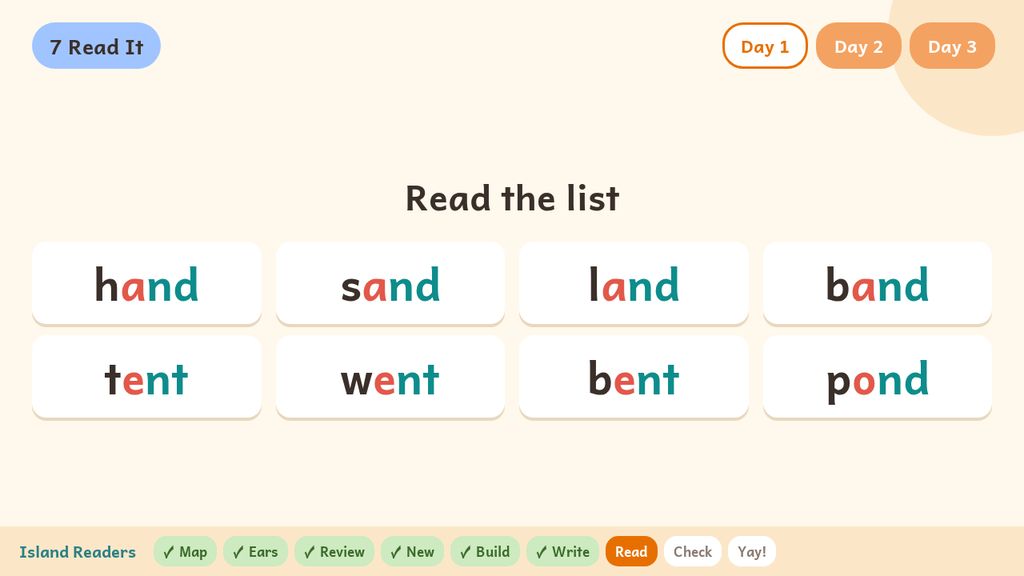 7 Read It
Day 1 Day 2 Day 3
Read the list
hand sand land band
tent went bent pond
Island Readers ✓ Map ✓ Ears ✓ Review ✓ New ✓ Build ✓ Write Read Check Yay!